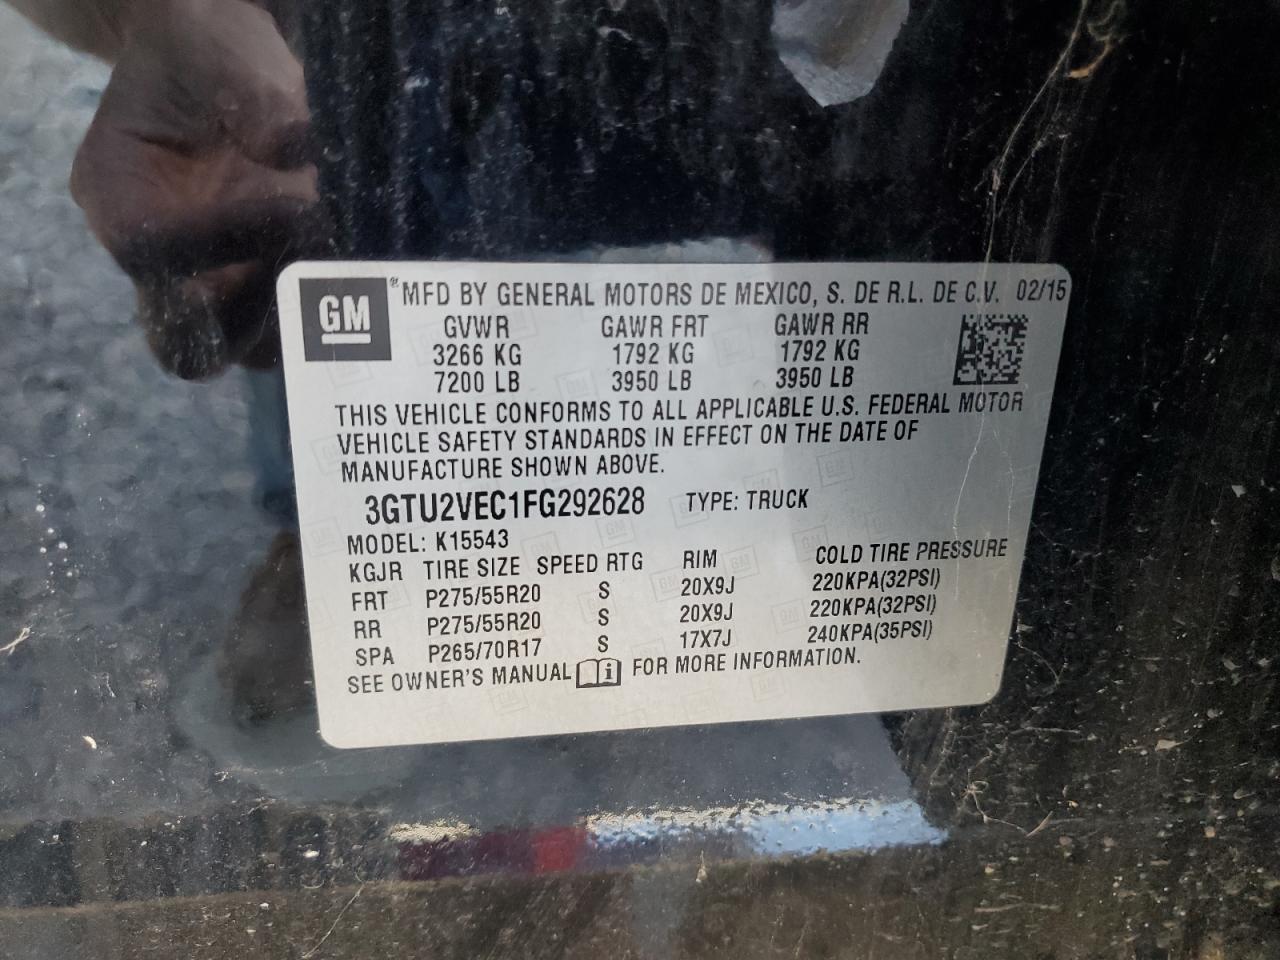 GM ® MFD BY GENERAL MOTORS DE MEXICO, S. DE R.L. DE C.V. 02/15
GVWR GAWR FRT GAWR RR
3266 KG 1792 KG 1792 KG
7200 LB 3950 LB 3950 LB
THIS VEHICLE CONFORMS TO ALL APPLICABLE U.S. FEDERAL MOTOR
VEHICLE SAFETY STANDARDS IN EFFECT ON THE DATE OF
MANUFACTURE SHOWN ABOVE.
3GTU2VEC1FG292628 TYPE: TRUCK
MODEL: K15543
KGJR TIRE SIZE SPEED RTG RIM COLD TIRE PRESSURE
FRT P275/55R20 S 20X9J 220KPA(32PSI)
RR P275/55R20 S 20X9J 220KPA(32PSI)
SPA P265/70R17 S 17X7J 240KPA(35PSI)
SEE OWNER'S MANUAL i FOR MORE INFORMATION.